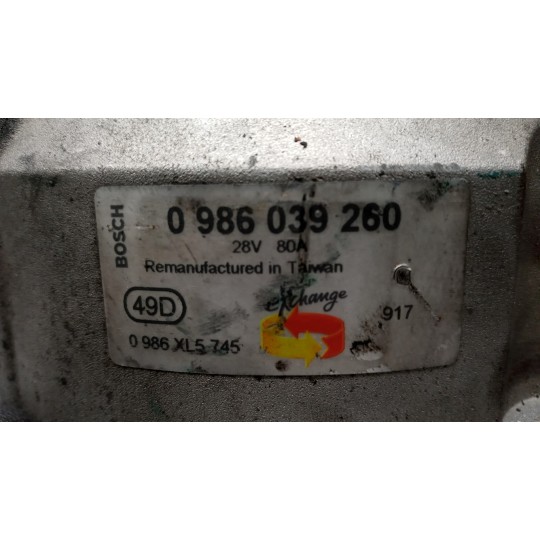 BOSCH
0 986 039 260
28V 80A
Remanufactured in Taiwan
exchange
49D
917
0 986 XL5 745